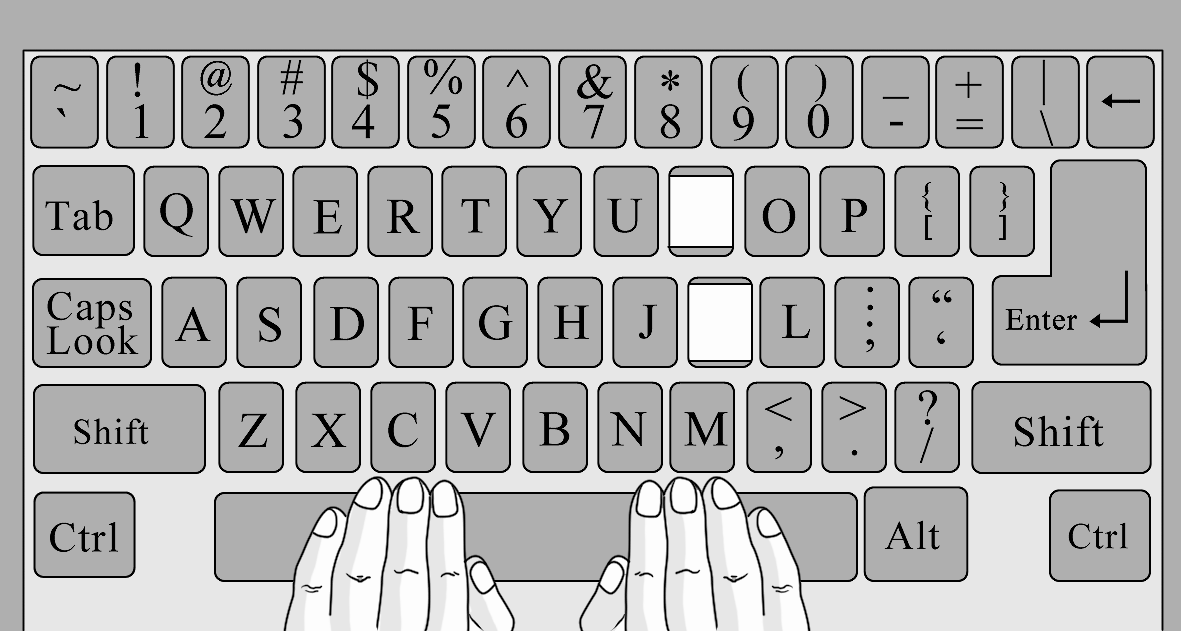 ~ ! @ # $ % ^ & * ( ) _ + | ←
` 1 2 3 4 5 6 7 8 9 0 - = \
Tab Q W E R T Y U O P { }
[ ]
Caps A S D F G H J L : “
Look ; ‘
Enter
Shift Z X C V B N M < > ? Shift
, . /
Ctrl Alt Ctrl